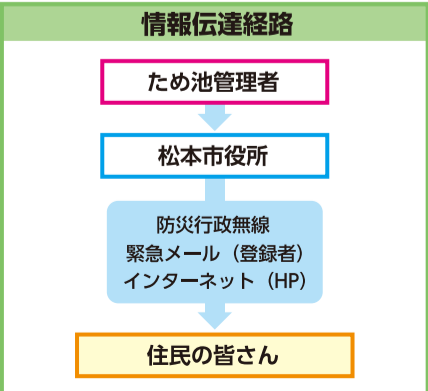 情報伝達経路
ため池管理者
松本市役所
防災行政無線
緊急メール（登録者）
インターネット（HP）
住民の皆さん